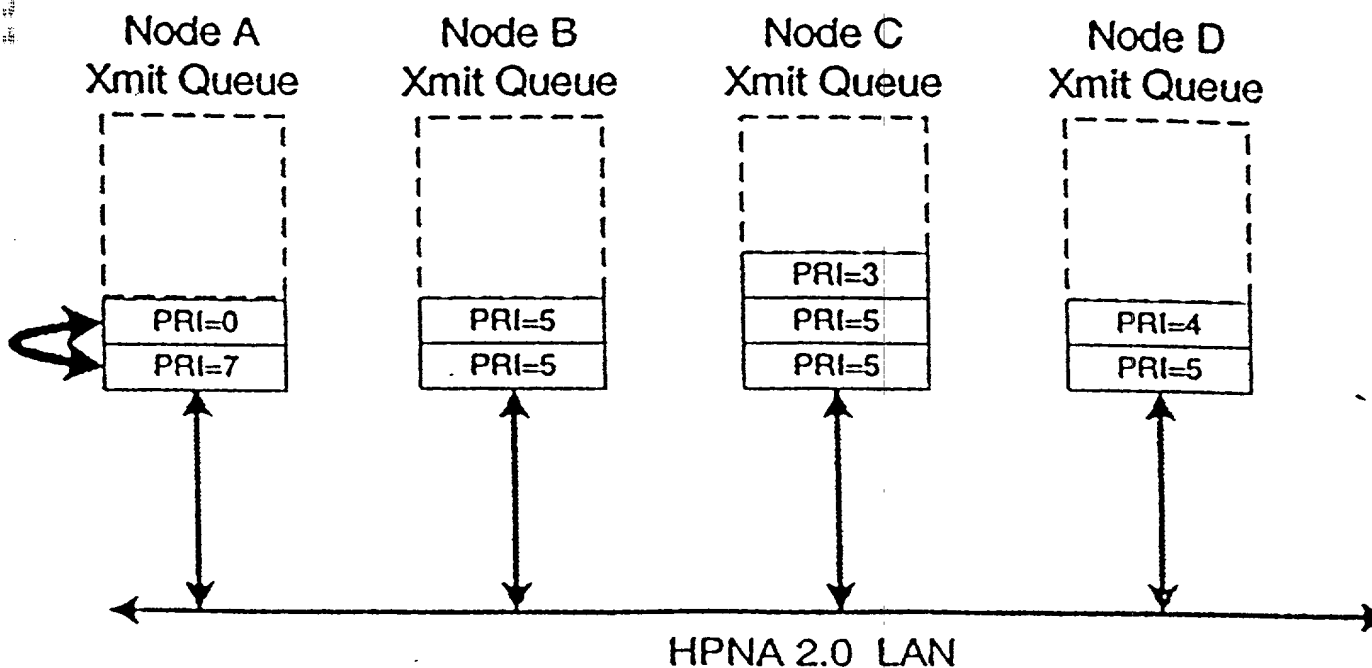 Node A
Xmit Queue
Node B
Xmit Queue
Node C
Xmit Queue
Node D
Xmit Queue
PRI=0
PRI=7
PRI=5
PRI=5
PRI=3
PRI=5
PRI=5
PRI=4
PRI=5
HPNA 2.0 LAN